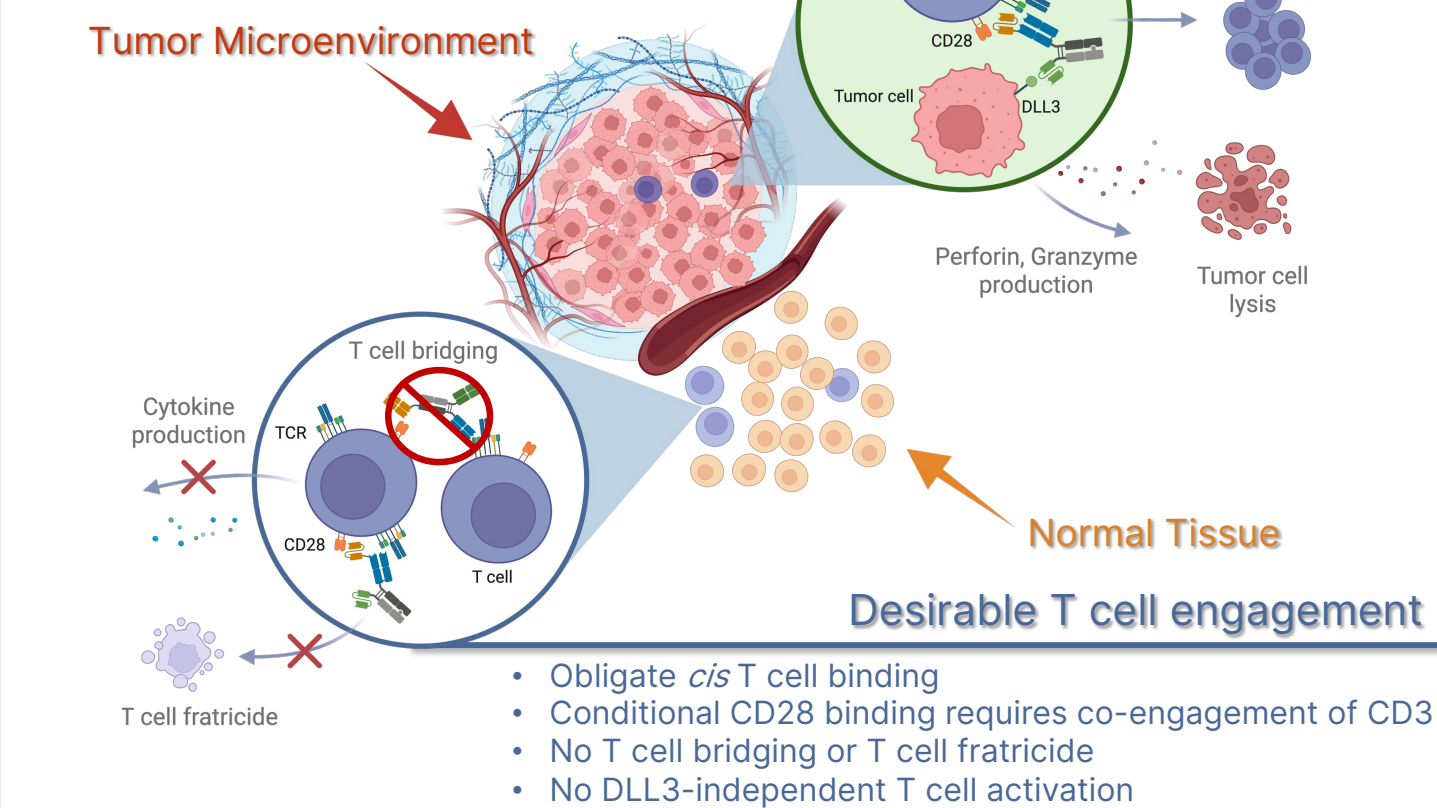 Tumor Microenvironment
CD28
Tumor cell
DLL3
Perforin, Granzyme
production
Tumor cell
lysis
T cell bridging
Cytokine
production
TCR
CD28
T cell
T cell fratricide
Normal Tissue
Desirable T cell engagement
• Obligate cis T cell binding
• Conditional CD28 binding requires co-engagement of CD3
• No T cell bridging or T cell fratricide
• No DLL3-independent T cell activation